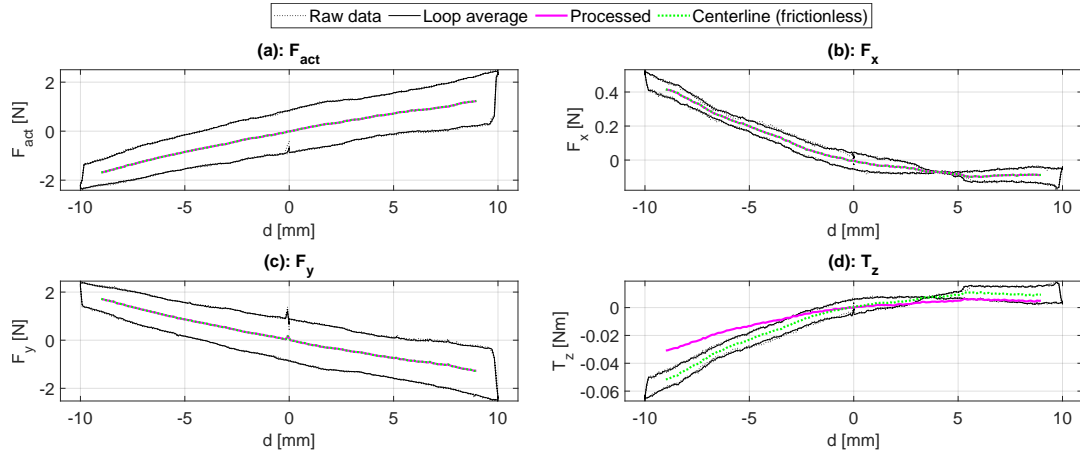 Raw data Loop average Processed Centerline (frictionless)
(a): F_act
2
0
-2
F_act [N]
-10 -5 0 5 10
d [mm]
(b): F_x
0.4
0.2
0
F_x [N]
-10 -5 0 5 10
d [mm]
(c): F_y
2
0
-2
F_y [N]
-10 -5 0 5 10
d [mm]
(d): T_z
0
-0.02
-0.04
-0.06
T_z [Nm]
-10 -5 0 5 10
d [mm]